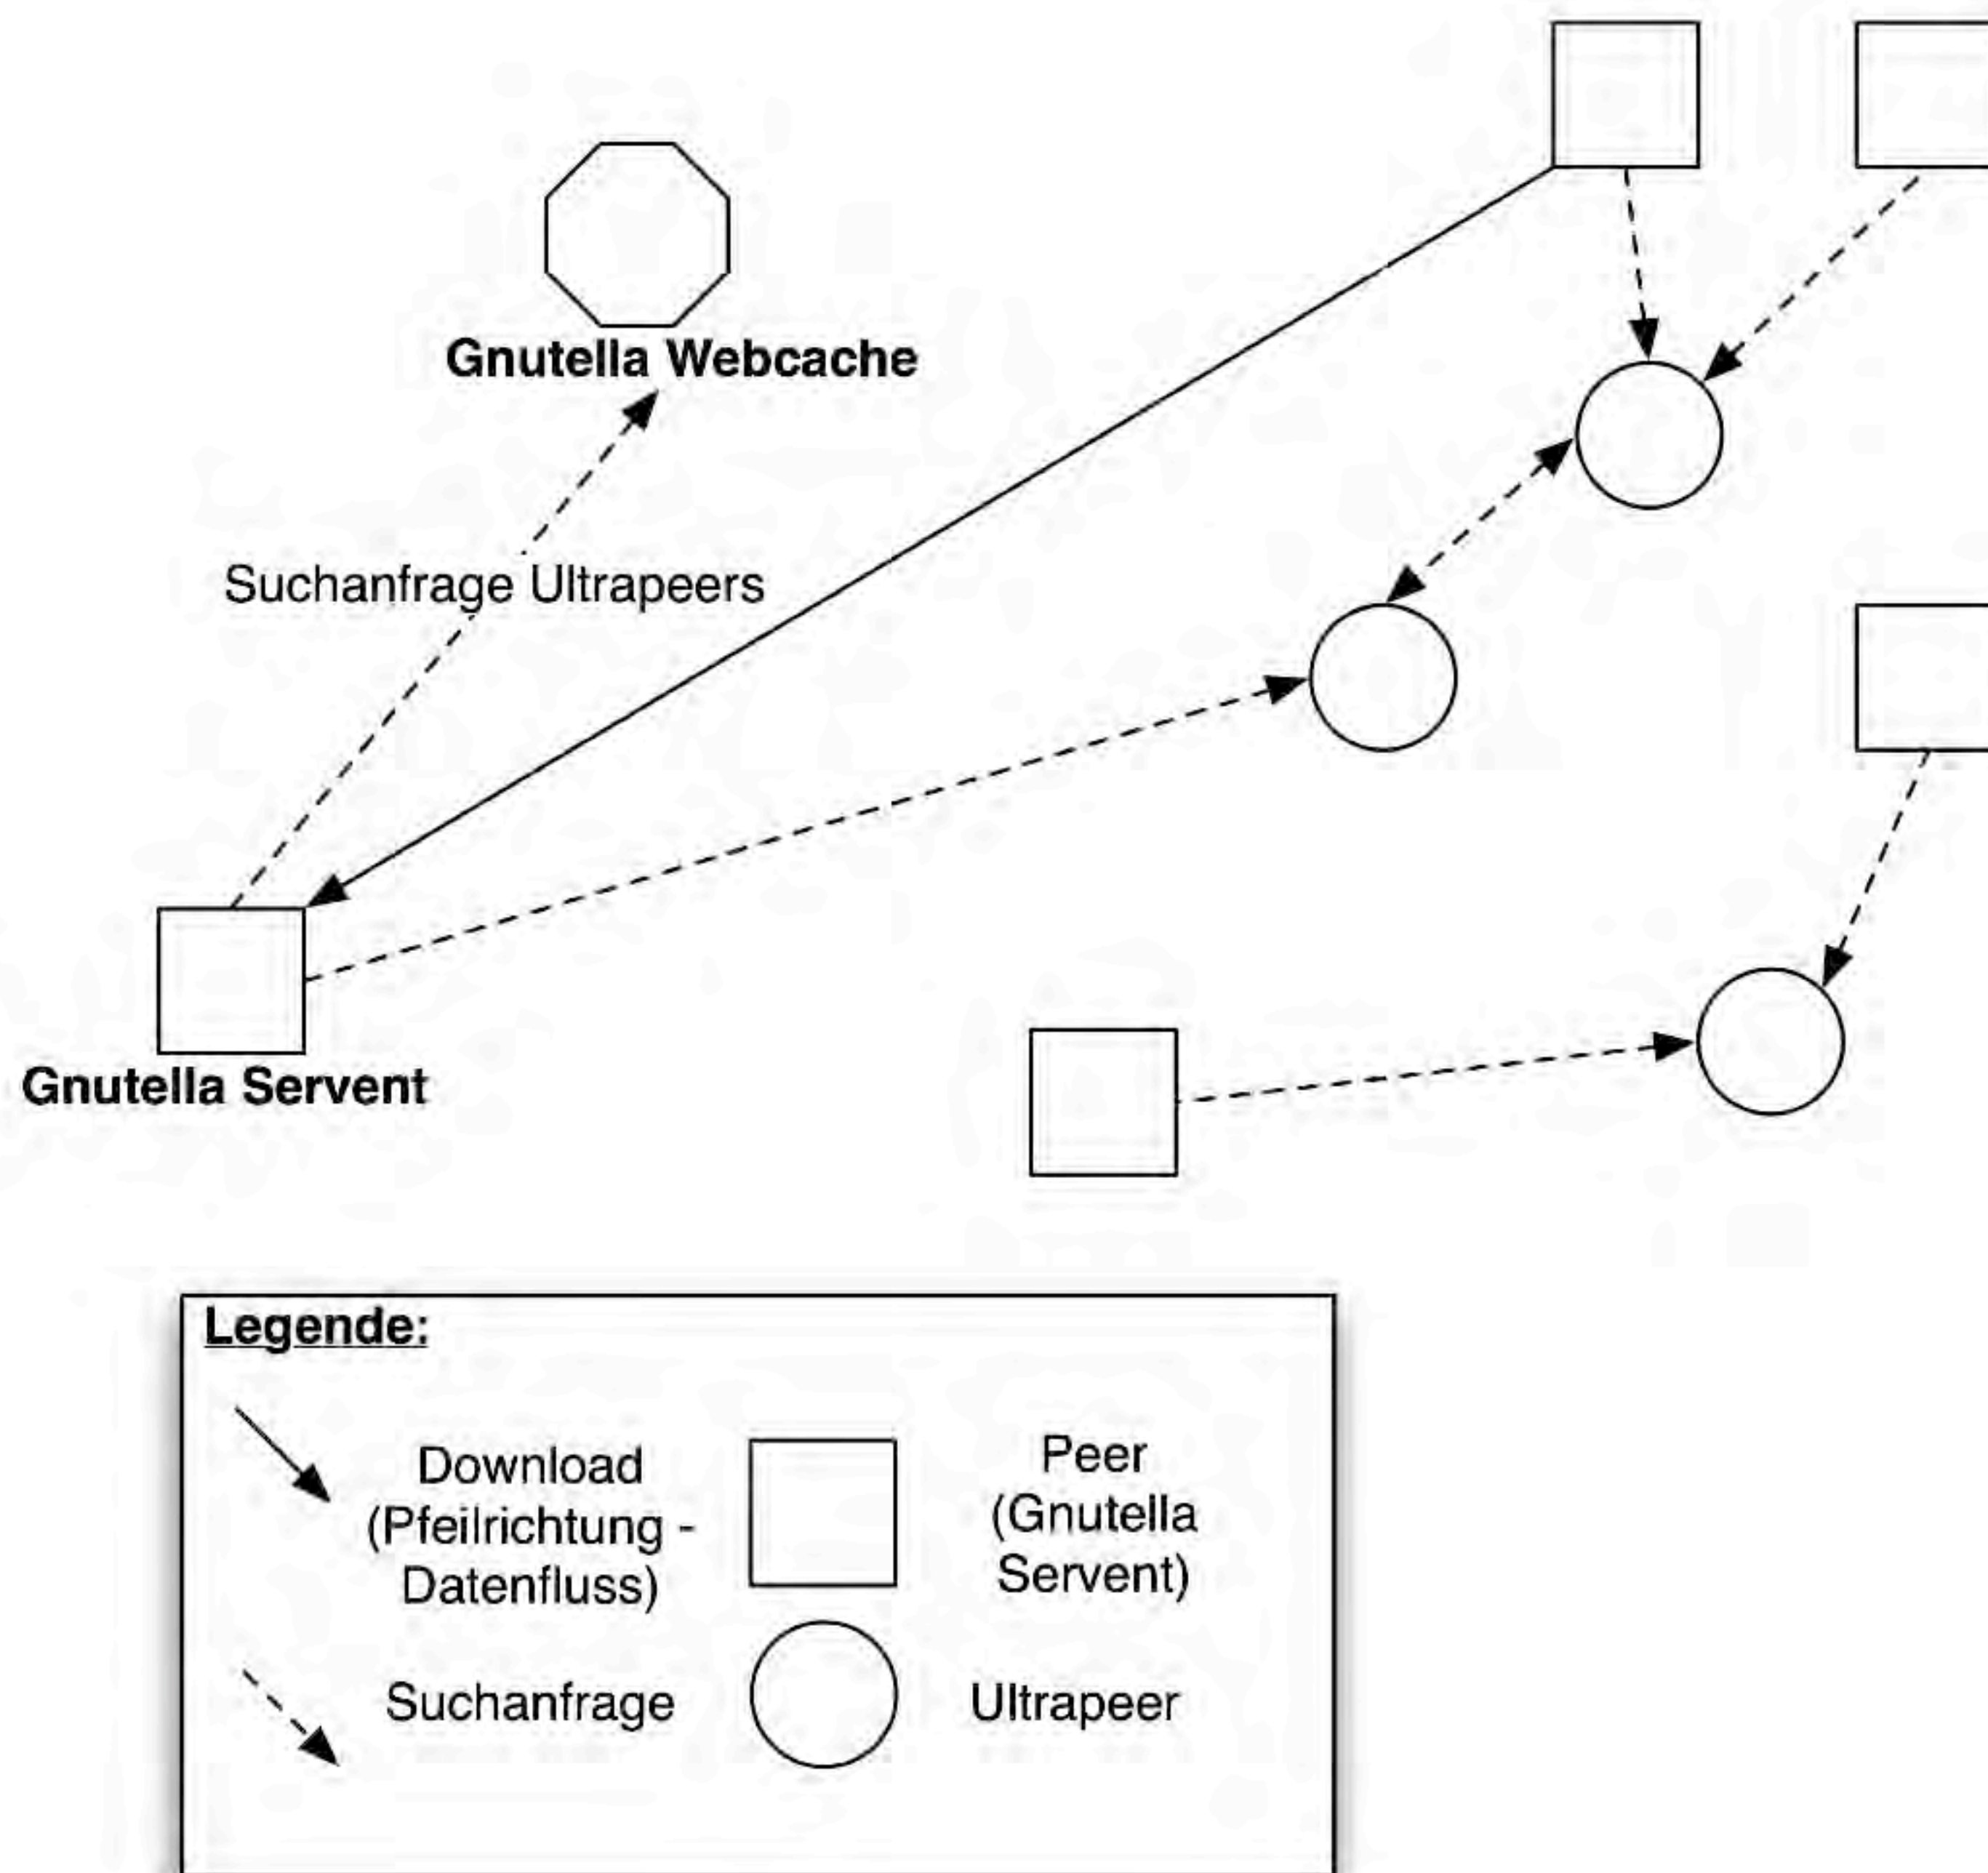 Gnutella Webcache
Suchanfrage Ultrapeers
Gnutella Servent
Legende:
Download
(Pfeilrichtung -
Datenfluss)
Peer
(Gnutella
Servent)
Suchanfrage
Ultrapeer